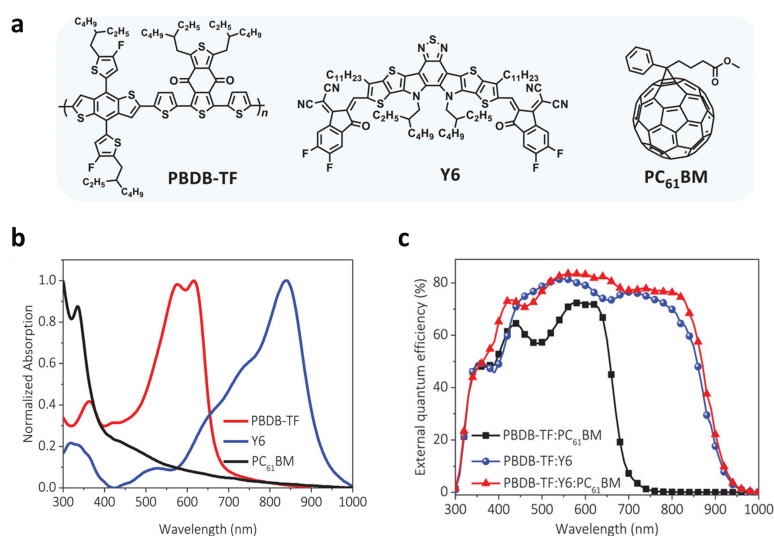 a
C₄H₉
C₂H₅
F
S
C₄H₉
C₂H₅
C₂H₅
C₄H₉
S
O
O
S
S
S
S
S
S
n
F
S
C₂H₅
C₄H₉
PBDB-TF
N
S
N
C₁₁H₂₃
C₁₁H₂₃
CN
NC
S
S
S
S
N
N
NC
CN
O
O
C₂H₅
C₄H₉
C₂H₅
C₄H₉
F
F
F
F
Y6
O
O
PC₆₁BM
b
Normalized Absorption
1.0
0.8
0.6
0.4
0.2
0.0
PBDB-TF
Y6
PC₆₁BM
300 400 500 600 700 800 900 1000
Wavelength (nm)
c
External quantum efficiency (%)
80
60
40
20
0
PBDB-TF:PC₆₁BM
PBDB-TF:Y6
PBDB-TF:Y6:PC₆₁BM
300 400 500 600 700 800 900 1000
Wavelength (nm)